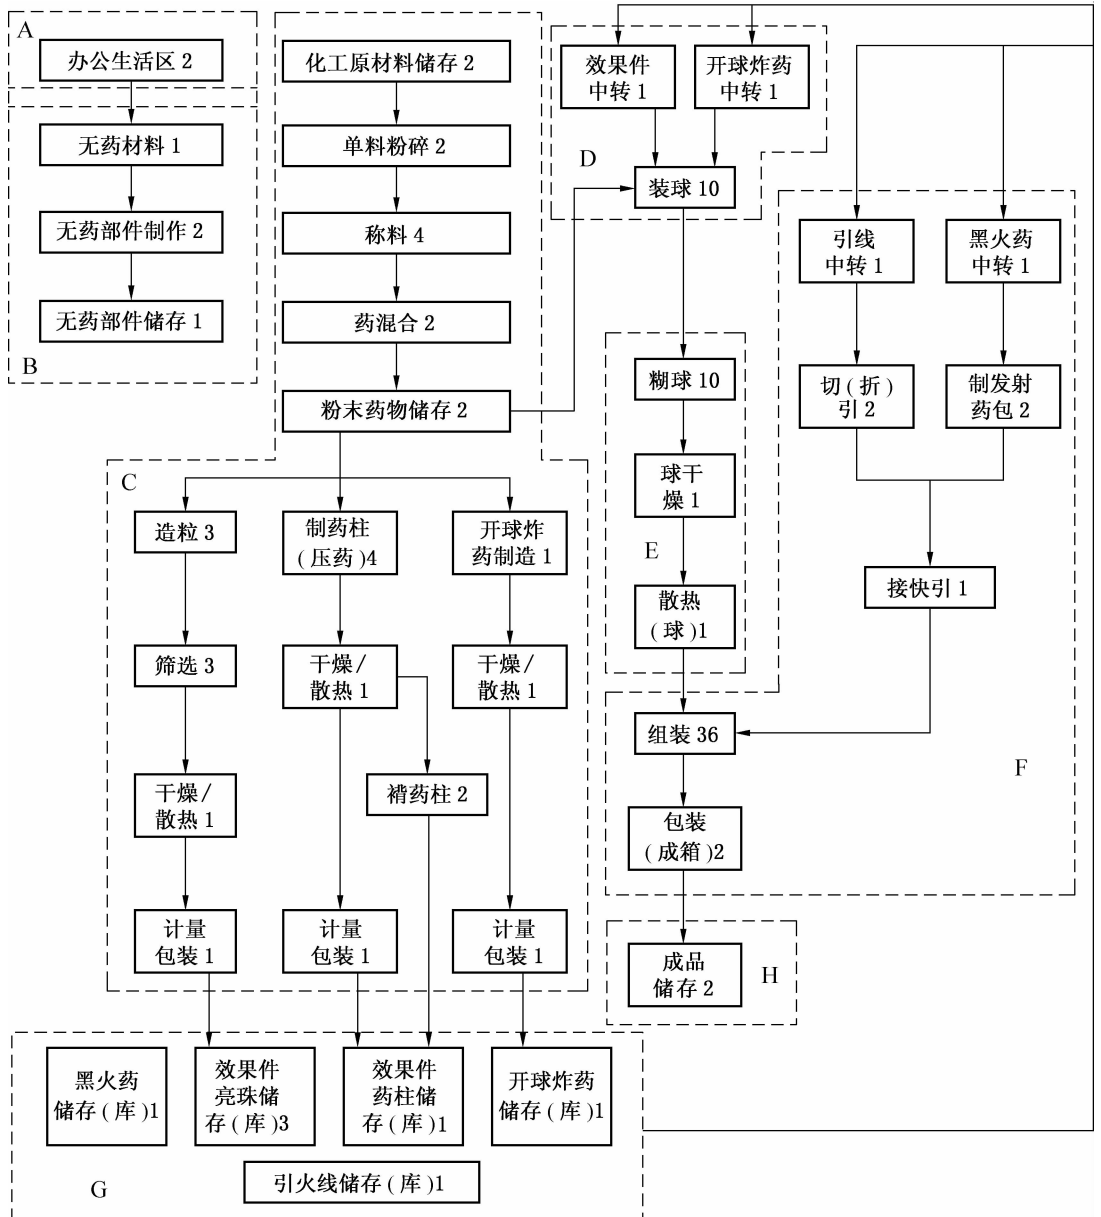 A
办公生活区 2
无药材料 1
无药部件制作 2
无药部件储存 1
B
化工原材料储存 2
单料粉碎 2
称料 4
药混合 2
粉末药物储存 2
C
造粒 3
筛选 3
干燥/
散热 1
计量
包装 1
制药柱
(压药)4
干燥/
散热 1
褙药柱 2
计量
包装 1
开球炸
药制造 1
干燥/
散热 1
计量
包装 1
效果件
中转 1
开球炸药
中转 1
D
装球 10
糊球 10
球干
燥 1
E
散热
(球)1
引线
中转 1
黑火药
中转 1
切(折)
引 2
制发射
药包 2
接快引 1
组装 36
F
包装
(成箱)2
成品
储存 2
H
黑火药
储存(库)1
效果件
亮珠储
存(库)3
效果件
药柱储
存(库)1
开球炸药
储存(库)1
G
引火线储存(库)1